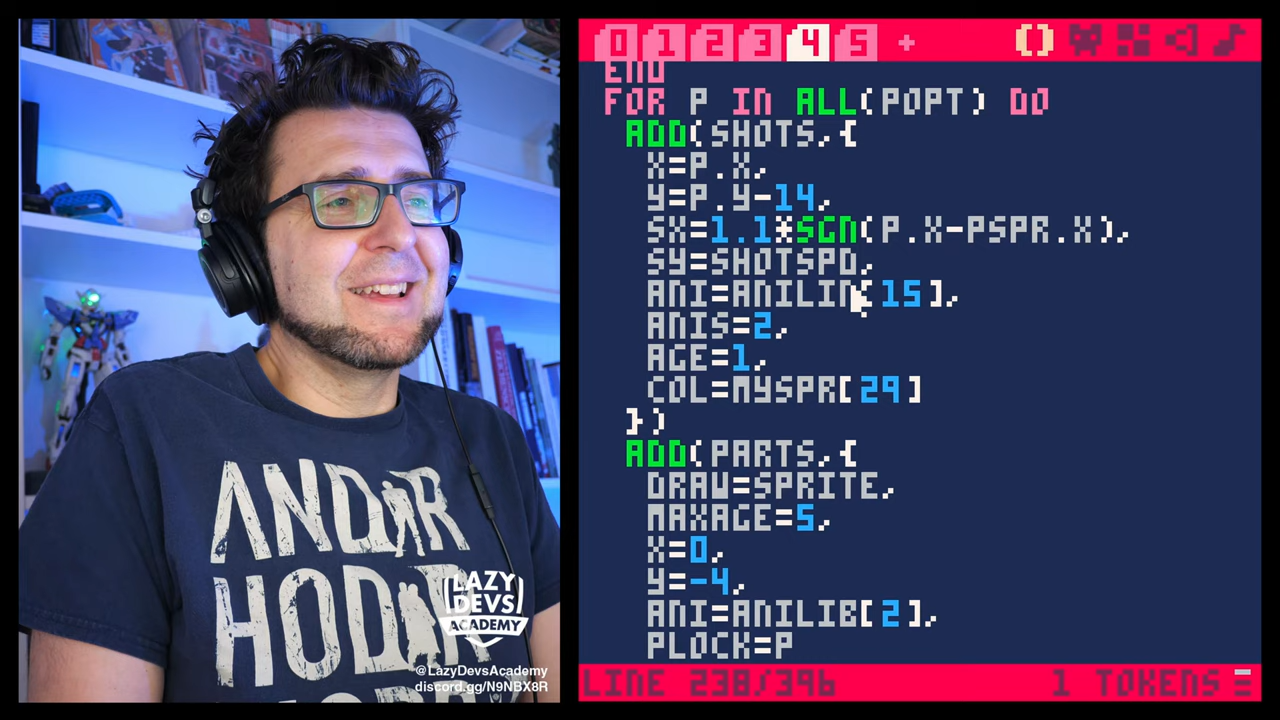 ANDOR
HODOR
LAZY
DEVS
ACADEMY
@LazyDevsAcademy
discord.gg/N9NBX8R
0 1 2 3 4 5 +
()
END
FOR P IN ALL(POPT) DO
ADD(SHOTS,{
X=P.X,
Y=P.Y-14,
SX=1.1*SGN(P.X-PSPR.X),
SY=SHOTSPD,
ANI=ANILIN[15],
ANIS=2,
AGE=1,
COL=MYSPR[29]
})
ADD(PARTS,{
DRAW=SPRITE,
MAXAGE=5,
X=0,
Y=-4,
ANI=ANILIB[2],
PLOCK=P
LINE 238/396 1 TOKENS